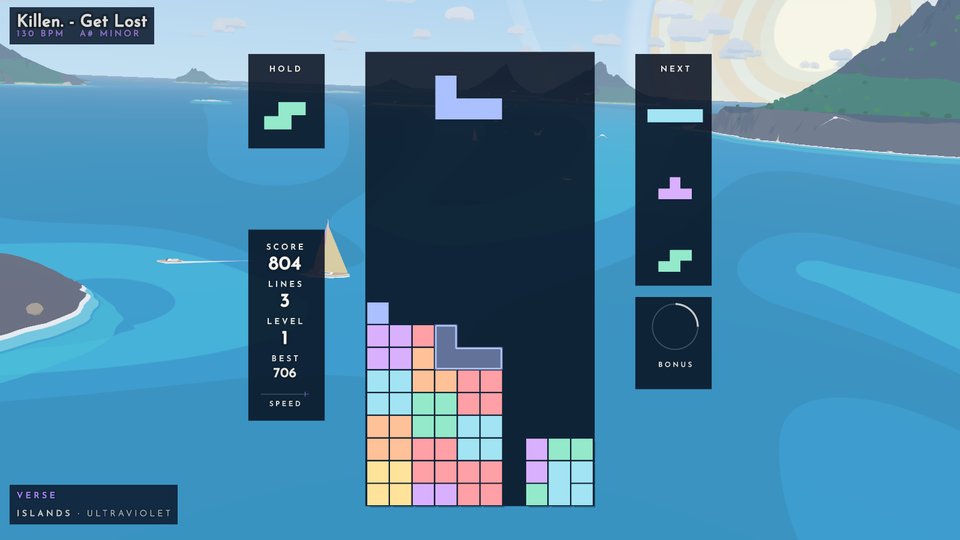 Killen. - Get Lost
130 BPM A# MINOR
HOLD
NEXT
SCORE
804
LINES
3
LEVEL
1
BEST
706
SPEED
BONUS
VERSE
ISLANDS · ULTRAVIOLET